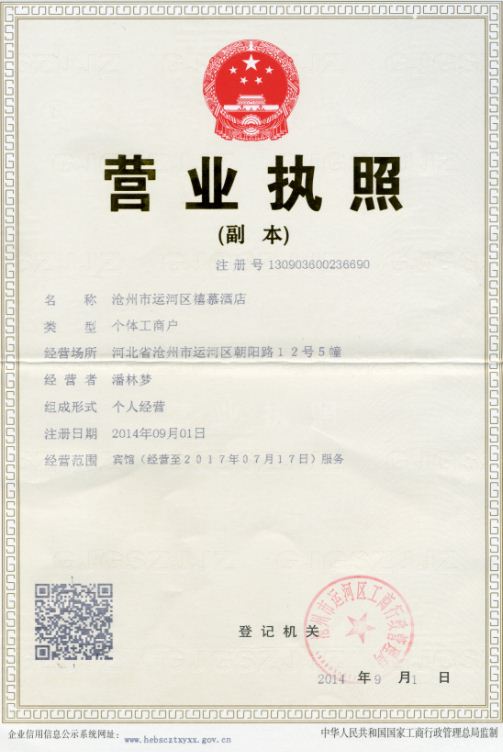 营业执照
(副 本)
注册号 130903600236690
名 称 沧州市运河区禧慕酒店
类 型 个体工商户
经营场所 河北省沧州市运河区朝阳路12号5幢
经营者 潘林梦
组成形式 个人经营
注册日期 2014年09月01日
经营范围 宾馆（经营至2017年07月17日）服务
沧州市运河区工商行政管理局
登记机关
2014 年 9 月 1 日
企业信用信息公示系统网址： www.hebscztxyxx.gov.cn
中华人民共和国国家工商行政管理总局监制